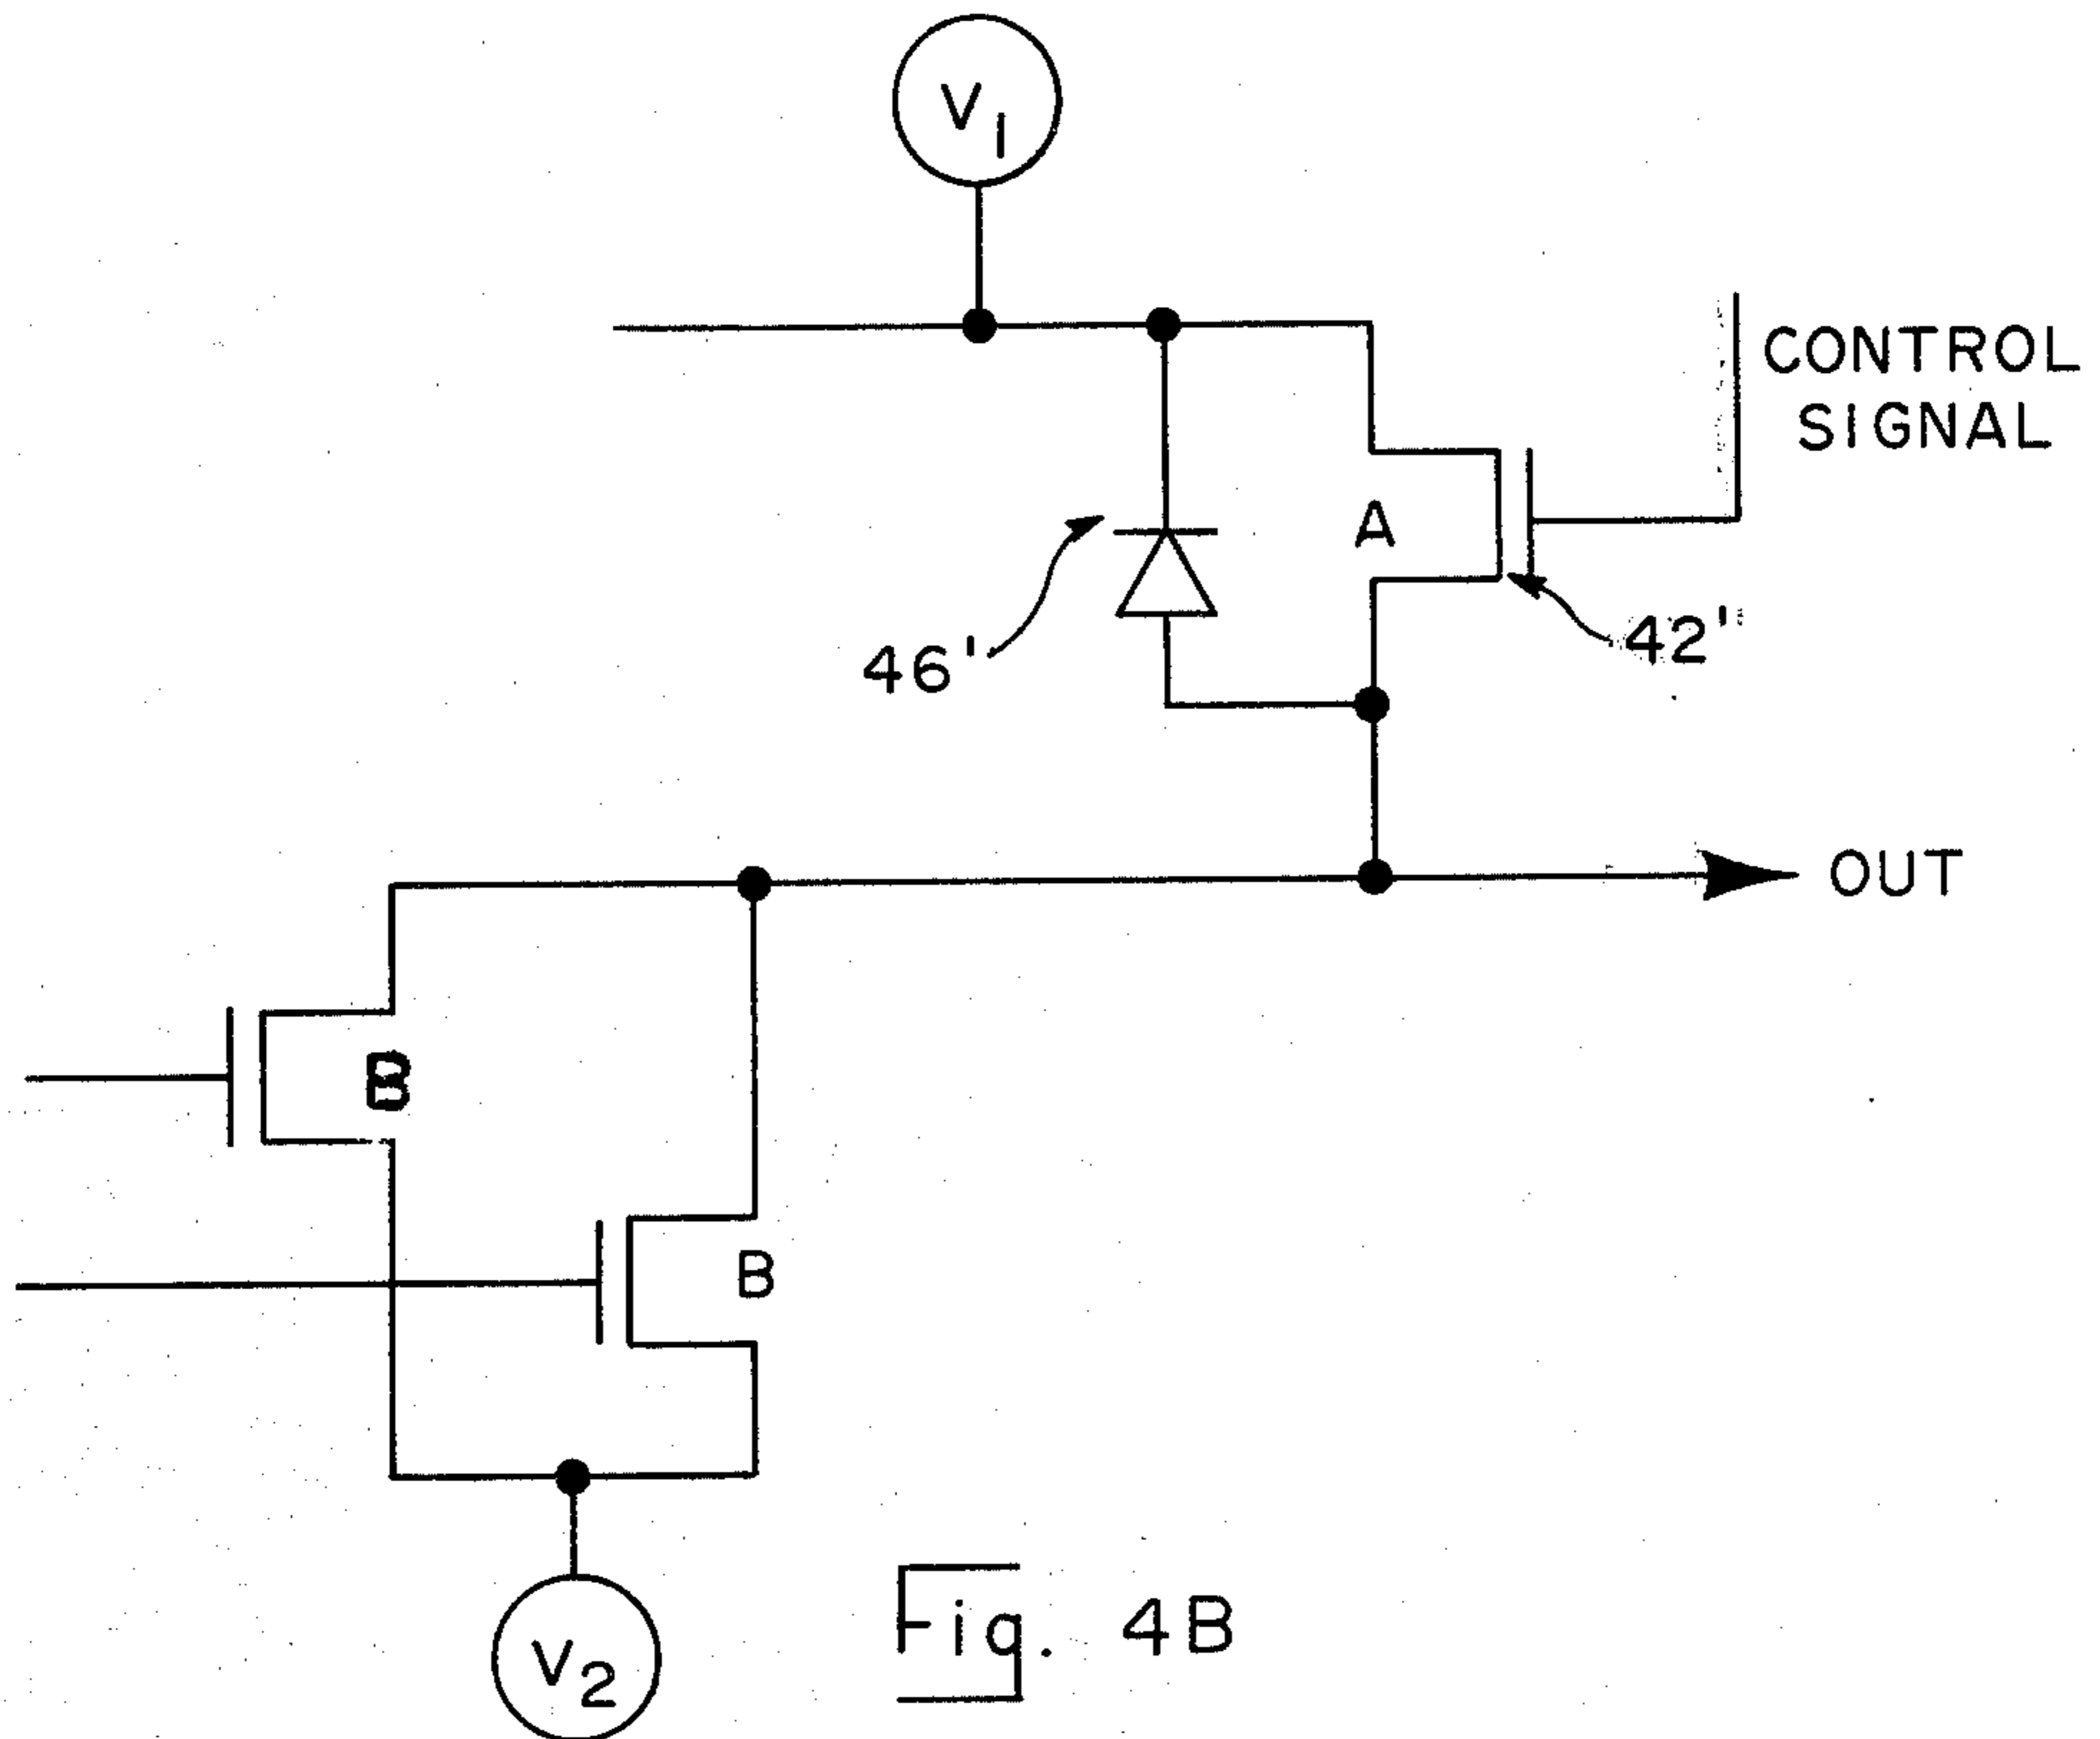 V1
CONTROL
SIGNAL
A
46'
42"
OUT
B
B
V2
Fig. 4B